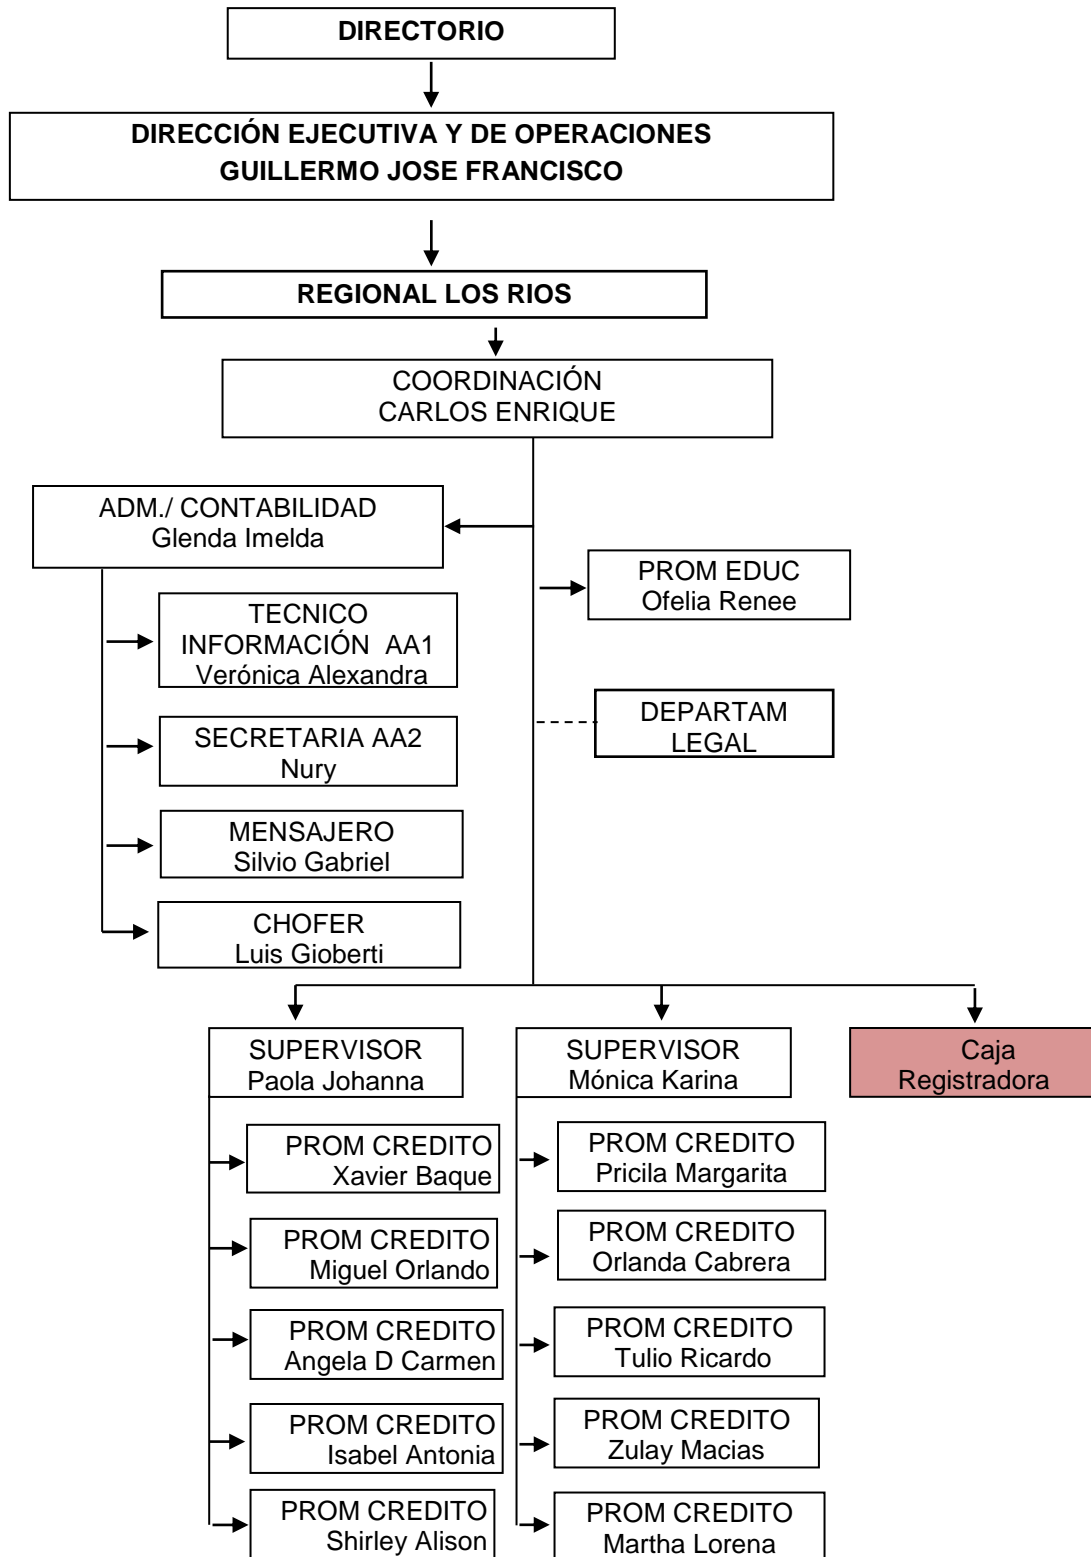 DIRECTORIO
DIRECCIÓN EJECUTIVA Y DE OPERACIONES
GUILLERMO JOSE FRANCISCO
REGIONAL LOS RIOS
COORDINACIÓN
CARLOS ENRIQUE
ADM./ CONTABILIDAD
Glenda Imelda
PROM EDUC
Ofelia Renee
TECNICO
INFORMACIÓN AA1
Verónica Alexandra
DEPARTAM
LEGAL
SECRETARIA AA2
Nury
MENSAJERO
Silvio Gabriel
CHOFER
Luis Gioberti
SUPERVISOR
Paola Johanna
PROM CREDITO
Xavier Baque
PROM CREDITO
Miguel Orlando
PROM CREDITO
Angela D Carmen
PROM CREDITO
Isabel Antonia
PROM CREDITO
Shirley Alison
SUPERVISOR
Mónica Karina
PROM CREDITO
Pricila Margarita
PROM CREDITO
Orlanda Cabrera
PROM CREDITO
Tulio Ricardo
PROM CREDITO
Zulay Macias
PROM CREDITO
Martha Lorena
Caja
Registradora